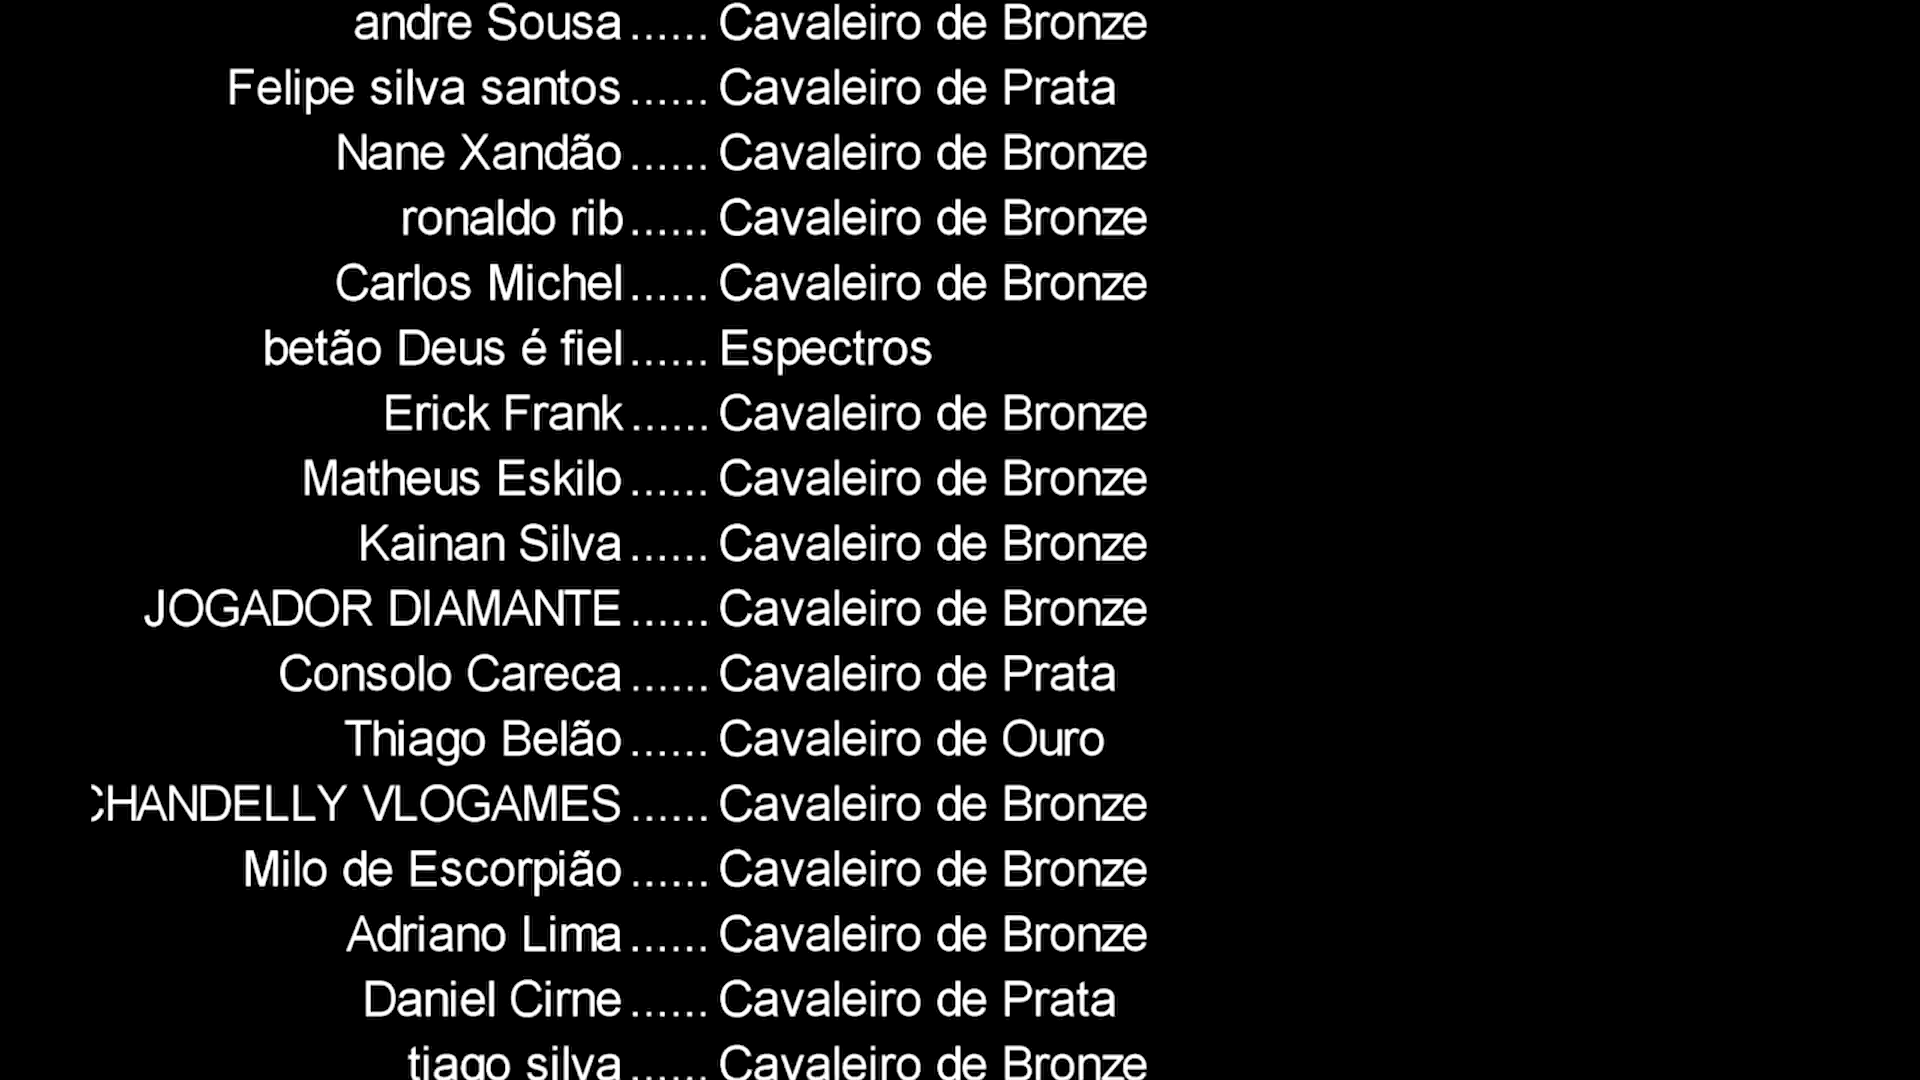 andre Sousa ...... Cavaleiro de Bronze
Felipe silva santos ...... Cavaleiro de Prata
Nane Xandão ...... Cavaleiro de Bronze
ronaldo rib ...... Cavaleiro de Bronze
Carlos Michel ...... Cavaleiro de Bronze
betão Deus é fiel ...... Espectros
Erick Frank ...... Cavaleiro de Bronze
Matheus Eskilo ...... Cavaleiro de Bronze
Kainan Silva ...... Cavaleiro de Bronze
JOGADOR DIAMANTE ...... Cavaleiro de Bronze
Consolo Careca ...... Cavaleiro de Prata
Thiago Belão ...... Cavaleiro de Ouro
CHANDELLY VLOGAMES ...... Cavaleiro de Bronze
Milo de Escorpião ...... Cavaleiro de Bronze
Adriano Lima ...... Cavaleiro de Bronze
Daniel Cirne ...... Cavaleiro de Prata
tiago silva ...... Cavaleiro de Bronze